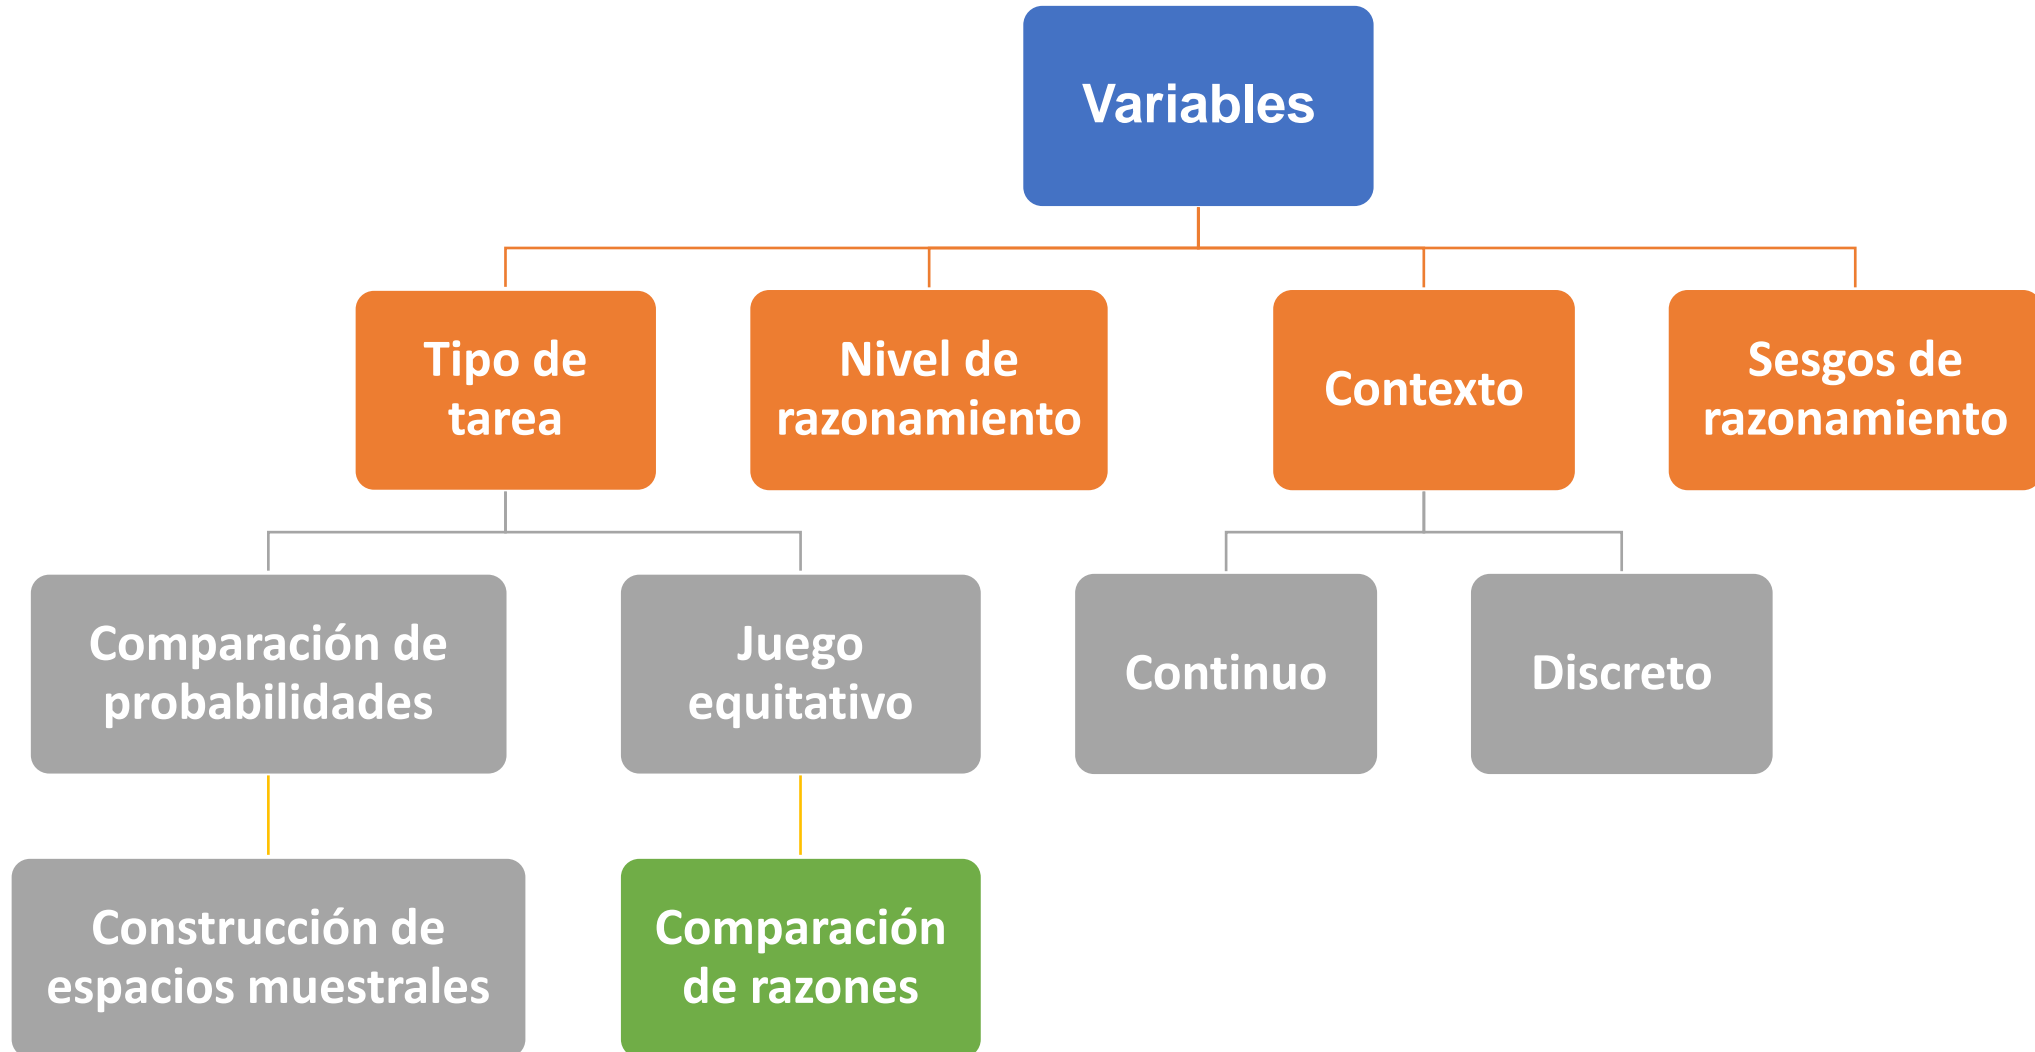 Variables
Tipo de
tarea
Nivel de
razonamiento
Contexto
Sesgos de
razonamiento
Comparación de
probabilidades
Juego
equitativo
Continuo
Discreto
Construcción de
espacios muestrales
Comparación
de razones